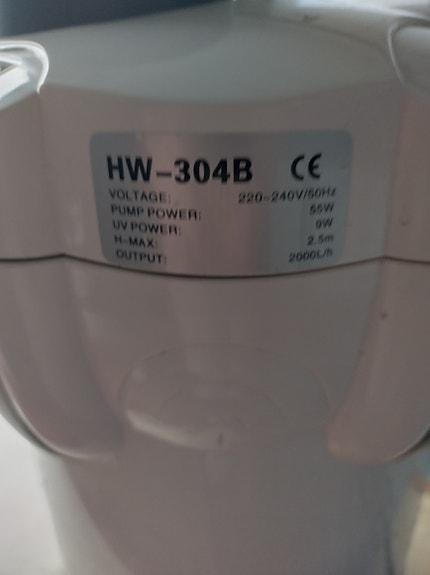 HW-304B CE
VOLTAGE: 220-240V/50Hz
PUMP POWER: 55W
UV POWER: 9W
H-MAX: 2.5m
OUTPUT: 2000L/h